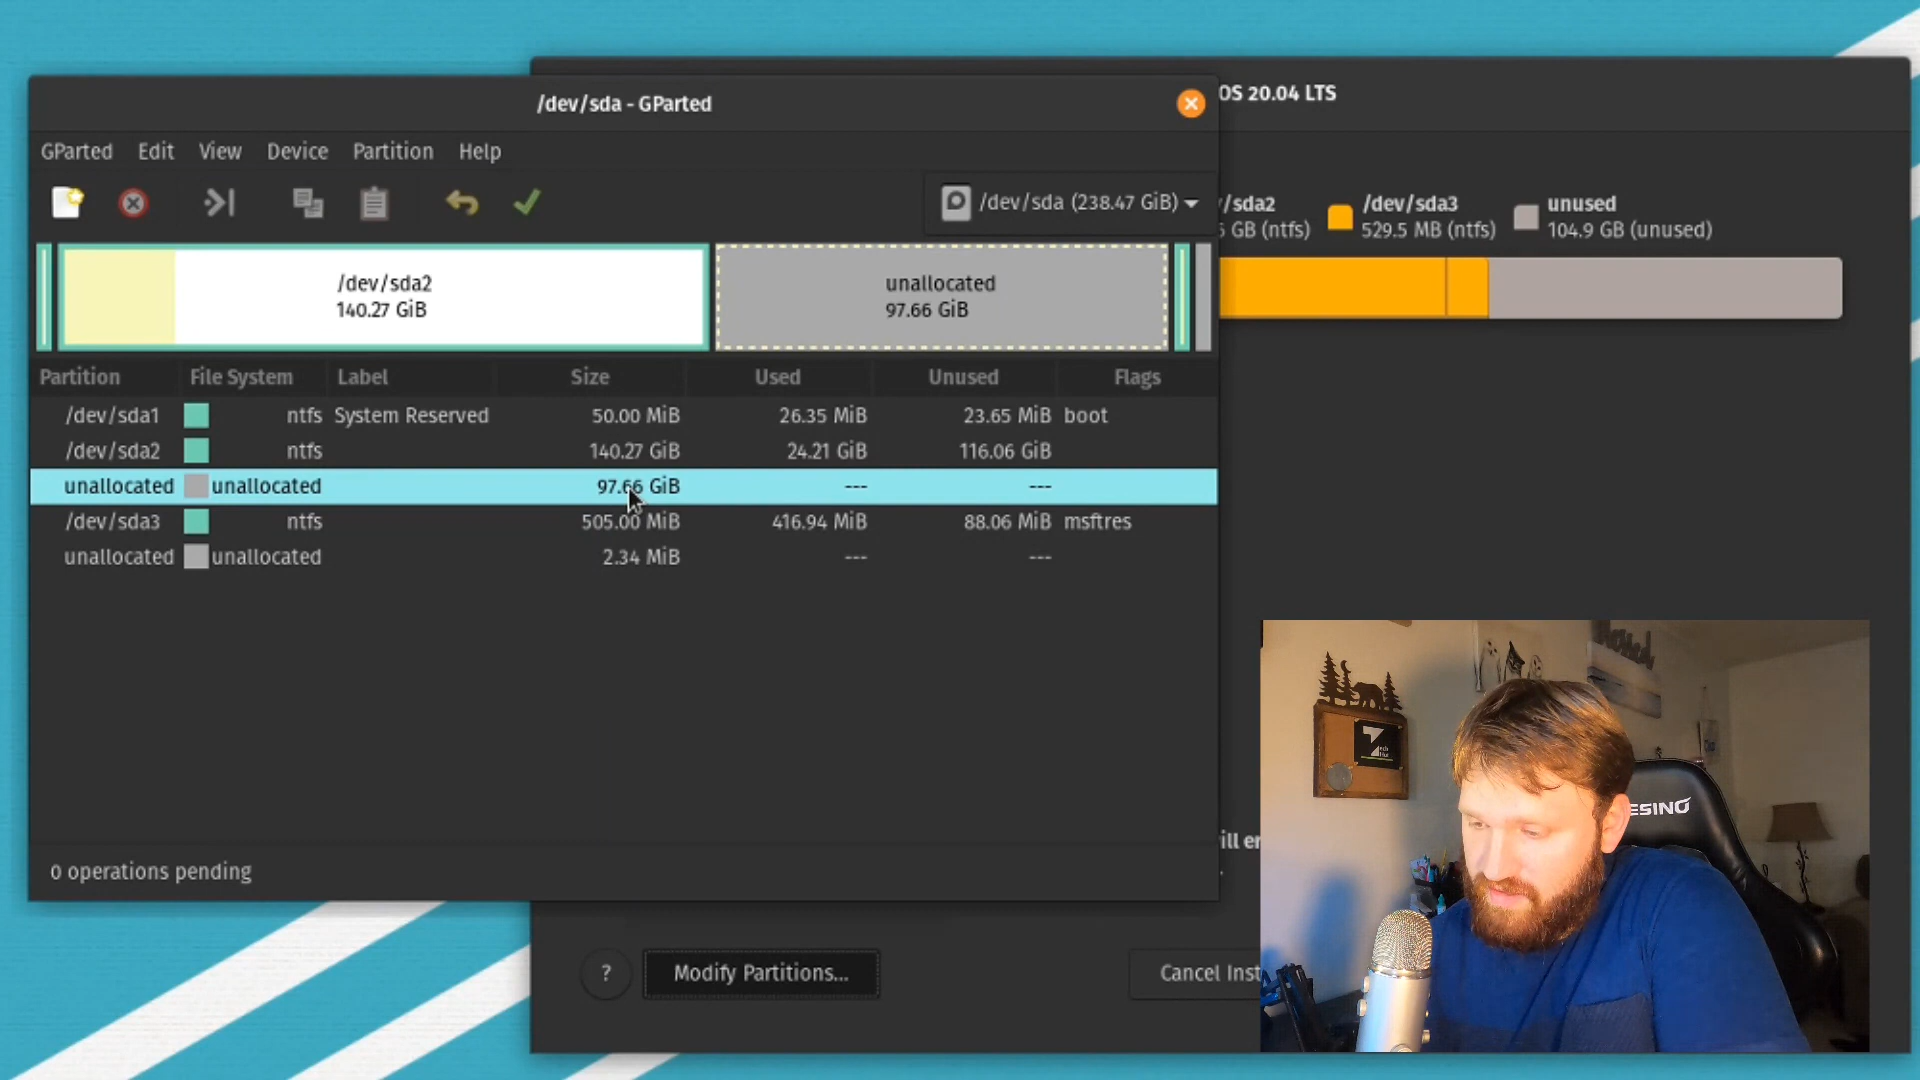 /dev/sda - GParted
GParted Edit View Device Partition Help
/dev/sda (238.47 GiB)
/dev/sda2
140.27 GiB
unallocated
97.66 GiB
Partition File System Label Size Used Unused Flags
/dev/sda1 ntfs System Reserved 50.00 MiB 26.35 MiB 23.65 MiB boot
/dev/sda2 ntfs 140.27 GiB 24.21 GiB 116.06 GiB
unallocated unallocated 97.66 GiB --- ---
/dev/sda3 ntfs 505.00 MiB 416.94 MiB 88.06 MiB msftres
unallocated unallocated 2.34 MiB --- ---
0 operations pending
OS 20.04 LTS
/sda2
GB (ntfs)
/dev/sda3
529.5 MB (ntfs)
unused
104.9 GB (unused)
?
Modify Partitions...
Cancel Inst
ESINO